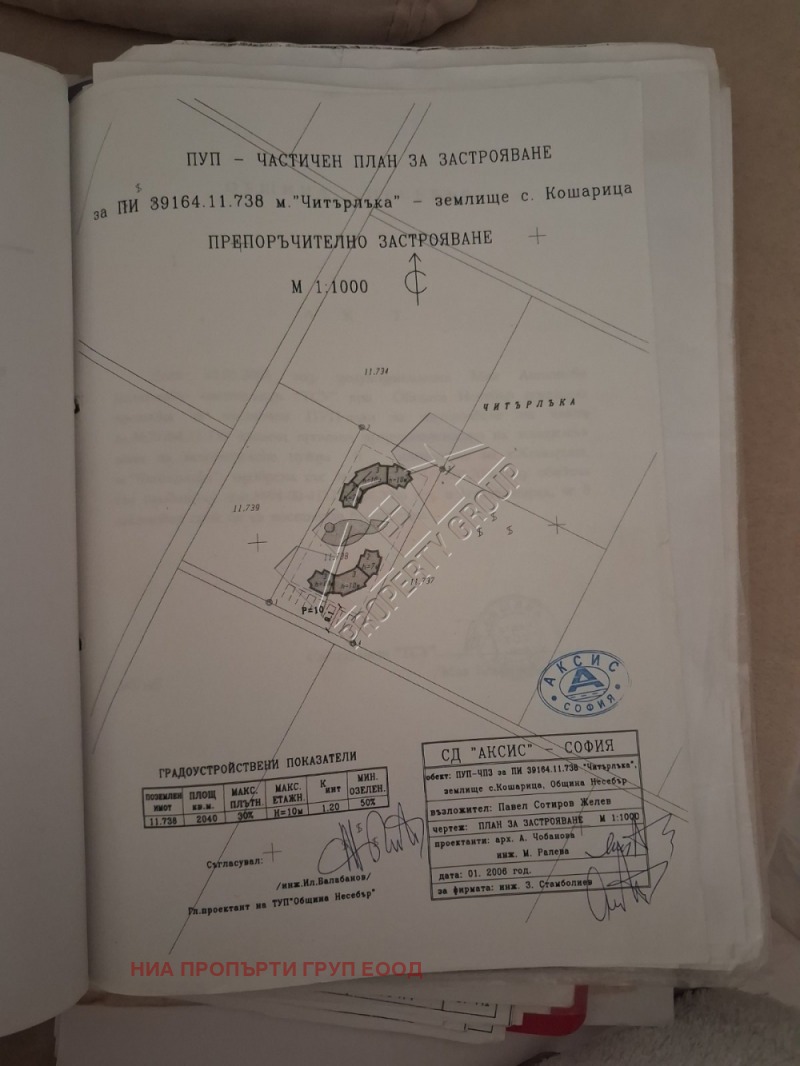 ПУП - ЧАСТИЧЕН ПЛАН ЗА ЗАСТРОЯВАНЕ
за ПИ 39164.11.738 м."Читърлъка" - землище с. Кошарица
ПРЕПОРЪЧИТЕЛНО ЗАСТРОЯВАНЕ
М 1:1000
11.734
ЧИТЪРЛЪКА
11.739
11.738
11.737
P=10
PROPERTY GROUP
АКСИС
СОФИЯ
ГРАДОУСТРОЙСТВЕНИ ПОКАЗАТЕЛИ
ПОЗЕМЛЕН ИМОТ ПЛОЩ кв.м. МАКС. ПЛЪТН. МАКС. ЕТАЖН. К инт МИН. ОЗЕЛЕН.
11.738 2040 30% Н=10м 1.20 50%
Съгласувал:
/инж.Ил.Балабанов/
Гл.проектант на ТУП"Община Несебър"
СД "АКСИС" - СОФИЯ
обект: ПУП-ЧПЗ за ПИ 39164.11.738 "Читърлъка",
землище с.Кошарица, Община Несебър
възложител: Павел Сотиров Желев
чертеж: ПЛАН ЗА ЗАСТРОЯВАНЕ М 1:1000
проектанти: арх. А. Чобанова
инж. М. Ралева
дата: 01. 2006 год.
за фирмата: инж. З. Стамболиев
НИА ПРОПЪРТИ ГРУП ЕООД